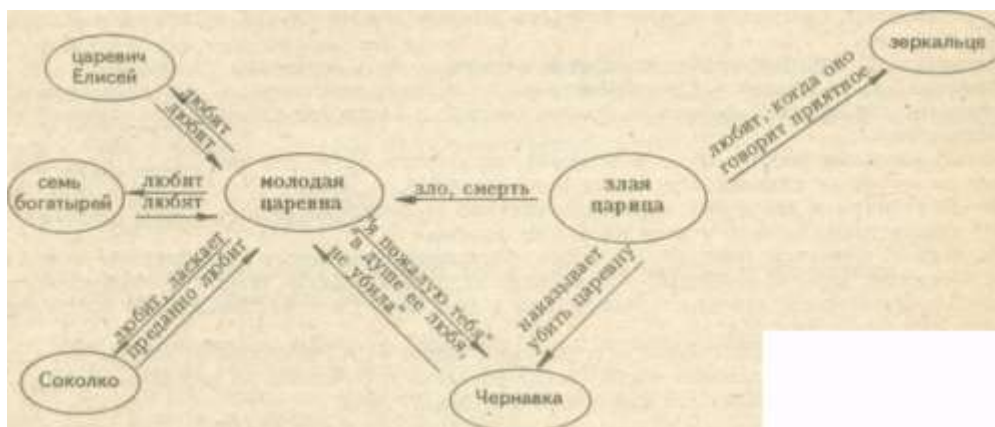 царевич
Елисей
зеркальце
любит
любит
любит, когда оно
говорит приятное
семь
богатырей
любит
любят
молодая
царевна
зло, смерть
злая
царица
любит, ласкает
преданно любит
"я пожалую тебя"
"в душе ее любя,
не убила"
наказывает
убить царевну
Соколко
Чернавка